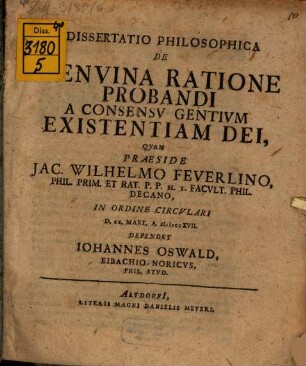 Diss.
3180
5
DISSERTATIO PHILOSOPHICA
DE
GENVINA RATIONE
PROBANDI
A CONSENSV GENTIVM
EXISTENTIAM DEI,
QVAM
PRAESIDE
JAC. WILHELMO FEVERLINO,
PHIL. PRIM. ET RAT. P. P. H. T. FACVLT. PHIL.
DECANO,
IN ORDINE CIRCVLARI
MART. A.
DEFENDET
IOHANNES OSWALD,
EIBACHIO-NORICVS,
PHIL. STVD.
ALTDORFI,
LITERIS MAGNI DANIELIS MEYERI.